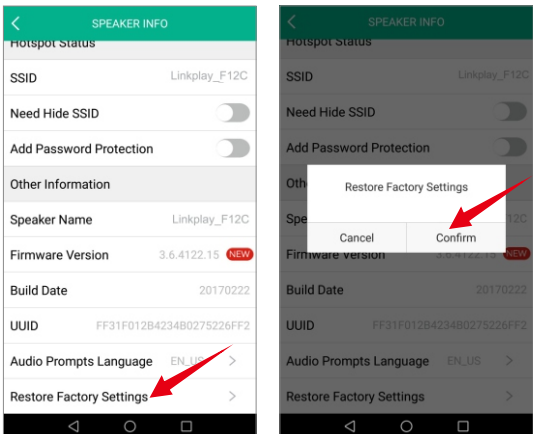 SPEAKER INFO
Hotspot Status
SSID Linkplay_F12C
Need Hide SSID
Add Password Protection
Other Information
Speaker Name Linkplay_F12C
Firmware Version 3.6.4122.15 NEW
Build Date 20170222
UUID FF31F012B4234B0275226FF2
Audio Prompts Language EN_US
Restore Factory Settings
SPEAKER INFO
Hotspot Status
SSID Linkplay_F12C
Need Hide SSID
Add Password Protection
Oth
Restore Factory Settings
Spe 12C
Cancel Confirm
Firmware Version 3.6.4122.15 NEW
Build Date 20170222
UUID FF31F012B4234B0275226FF2
Audio Prompts Language EN_US
Restore Factory Settings